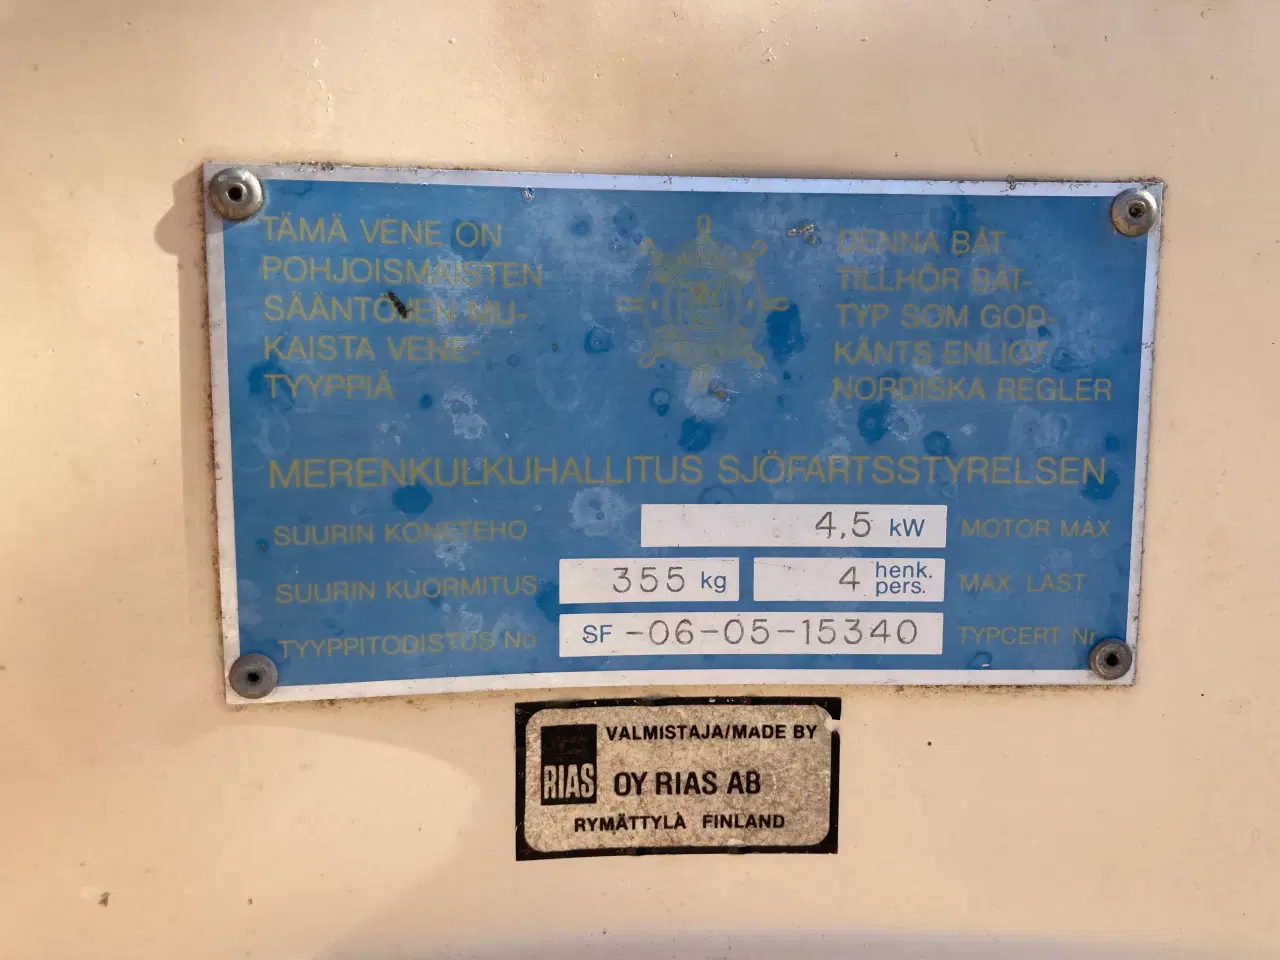 TÄMÄ VENE ON
POHJOISMAISTEN
SÄÄNTÖJEN MU-
KAISTA VENE-
TYYPPIÄ
DENNA BÅT
TILLHÖR BÅT-
TYP SOM GOD-
KÄNTS ENLIGT
NORDISKA REGLER
MERENKULKUHALLITUS SJÖFARTSSTYRELSEN
SUURIN KONETEHO 4,5 kW MOTOR MAX
SUURIN KUORMITUS 355 kg 4 henk. pers. MAX. LAST
TYYPPITODISTUS No SF -06-05-15340 TYPCERT Nr
VALMISTAJA/MADE BY
RIAS OY RIAS AB
RYMÄTTYLÄ FINLAND